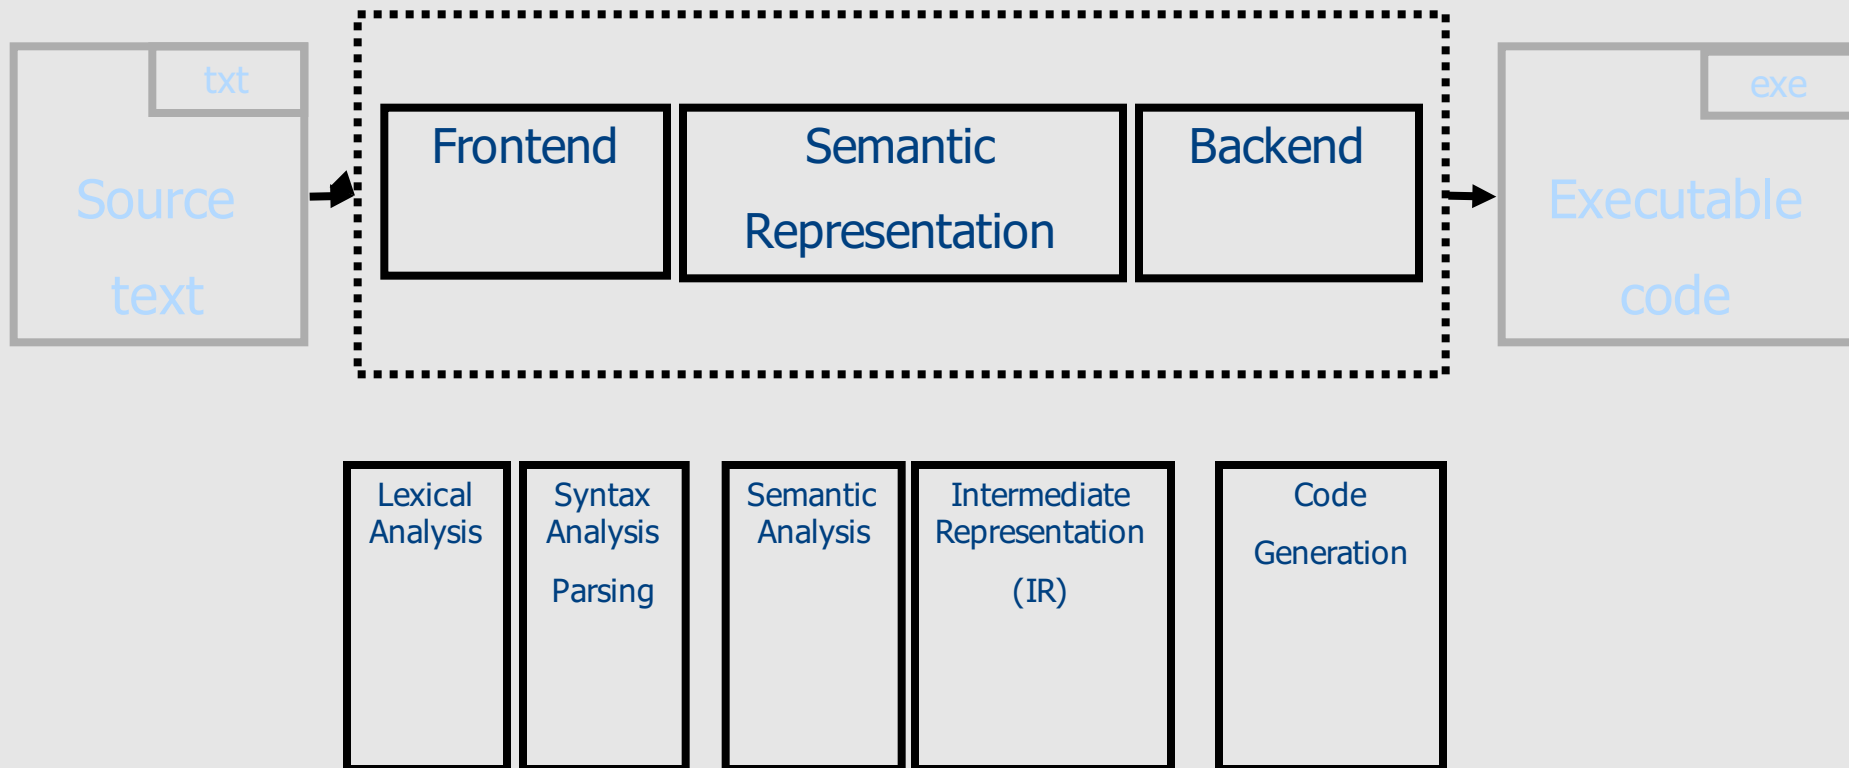 txt
Source
text
Frontend
Semantic
Representation
Backend
exe
Executable
code
Lexical
Analysis
Syntax
Analysis
Parsing
Semantic
Analysis
Intermediate
Representation
(IR)
Code
Generation